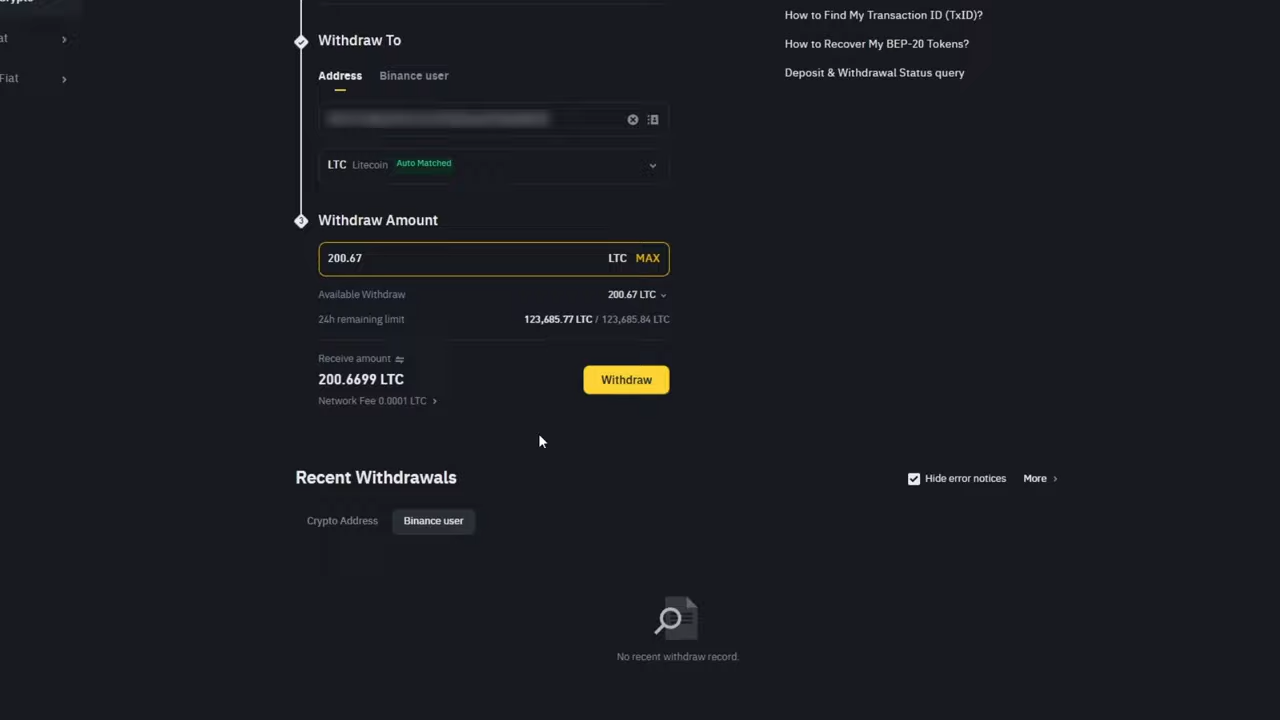 at
Fiat
Withdraw To
Address Binance user
LTC Litecoin Auto Matched
3 Withdraw Amount
200.67 LTC MAX
Available Withdraw 200.67 LTC
24h remaining limit 123,685.77 LTC / 123,685.84 LTC
Receive amount
200.6699 LTC Withdraw
Network Fee 0.0001 LTC
How to Find My Transaction ID (TxID)?
How to Recover My BEP-20 Tokens?
Deposit & Withdrawal Status query
Recent Withdrawals Hide error notices More
Crypto Address Binance user
No recent withdraw record.